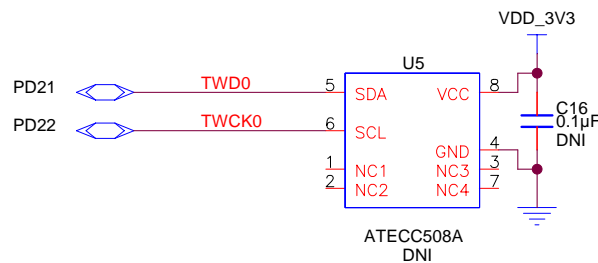 VDD_3V3
U5
PD21
TWD0
5
SDA
VCC
8
PD22
TWCK0
6
SCL
C16
0.1µF
DNI
GND
4
1
NC1
NC3
3
2
NC2
NC4
7
ATECC508A
DNI